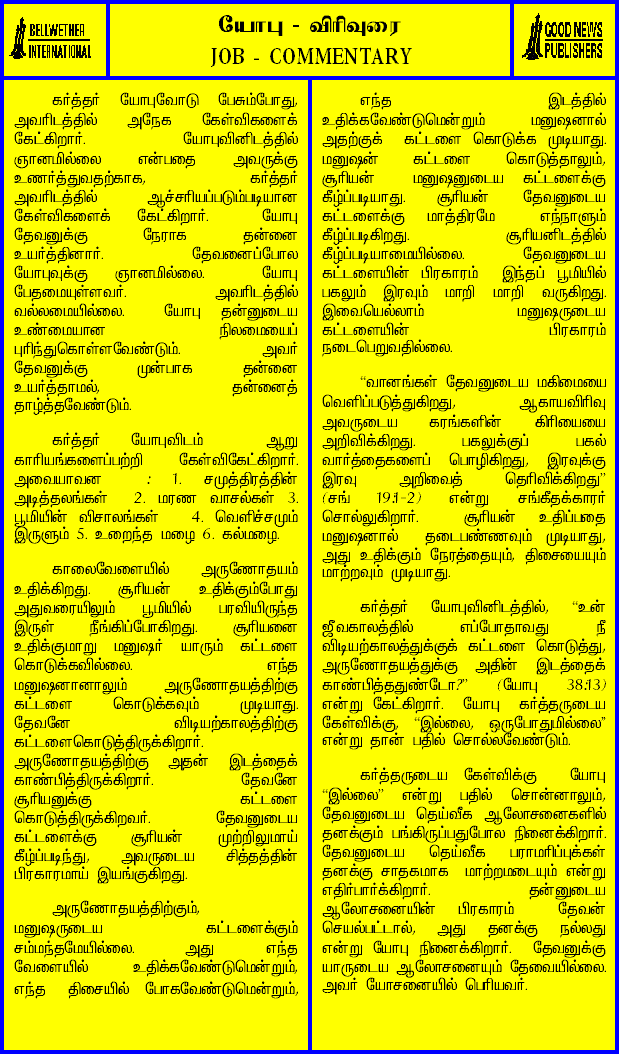 BELLWETHER
INTERNATIONAL
யோபு - விரிவுரை
JOB - COMMENTARY
GOOD NEWS
PUBLISHERS
கர்த்தர் யோபுவோடு பேசும்போது,
அவரிடத்தில் அநேக கேள்விகளைக்
கேட்கிறார். யோபுவினிடத்தில்
ஞானமில்லை என்பதை அவருக்கு
உணர்த்துவதற்காக, கர்த்தர்
அவரிடத்தில் ஆச்சரியப்படும்படியான
கேள்விகளைக் கேட்கிறார். யோபு
தேவனுக்கு நேராக தன்னை
உயர்த்தினார். தேவனைப்போல
யோபுவுக்கு ஞானமில்லை. யோபு
பேதமையுள்ளவர். அவரிடத்தில்
வல்லமையில்லை. யோபு தன்னுடைய
உண்மையான நிலமையைப்
புரிந்துகொள்ளவேண்டும். அவர்
தேவனுக்கு முன்பாக தன்னை
உயர்த்தாமல், தன்னைத்
தாழ்த்தவேண்டும்.
கர்த்தர் யோபுவிடம் ஆறு
காரியங்களைப்பற்றி கேள்விகேட்கிறார்.
அவையாவன : 1. சமுத்திரத்தின்
அடித்தலங்கள் 2. மரண வாசல்கள் 3.
பூமியின் விசாலங்கள் 4. வெளிச்சமும்
இருளும் 5. உறைந்த மழை 6. கல்மழை.
காலைவேளையில் அருணோதயம்
உதிக்கிறது. சூரியன் உதிக்கும்போது
அதுவரையிலும் பூமியில் பரவியிருந்த
இருள் நீங்கிப்போகிறது. சூரியனை
உதிக்குமாறு மனுஷர் யாரும் கட்டளை
கொடுக்கவில்லை. எந்த
மனுஷனானாலும் அருணோதயத்திற்கு
கட்டளை கொடுக்கவும் முடியாது.
தேவனே விடியற்காலத்திற்கு
கட்டளைகொடுத்திருக்கிறார்.
அருணோதயத்திற்கு அதன் இடத்தைக்
காண்பித்திருக்கிறார். தேவனே
சூரியனுக்கு கட்டளை
கொடுத்திருக்கிறவர். தேவனுடைய
கட்டளைக்கு சூரியன் முற்றிலுமாய்
கீழ்ப்படிந்து, அவருடைய சித்தத்தின்
பிரகாரமாய் இயங்குகிறது.
அருணோதயத்திற்கும்,
மனுஷருடைய கட்டளைக்கும்
சம்மந்தமேயில்லை. அது எந்த
வேளையில் உதிக்கவேண்டுமென்றும்,
எந்த திசையில் போகவேண்டுமென்றும்,
எந்த இடத்தில்
உதிக்கவேண்டுமென்றும் மனுஷனால்
அதற்குக் கட்டளை கொடுக்க முடியாது.
மனுஷன் கட்டளை கொடுத்தாலும்,
சூரியன் மனுஷனுடைய கட்டளைக்கு
கீழ்ப்படியாது. சூரியன் தேவனுடைய
கட்டளைக்கு மாத்திரமே எந்நாளும்
கீழ்ப்படிகிறது. சூரியனிடத்தில்
கீழ்ப்படியாமையில்லை. தேவனுடைய
கட்டளையின் பிரகாரம் இந்தப் பூமியில்
பகலும் இரவும் மாறி மாறி வருகிறது.
இவையெல்லாம் மனுஷருடைய
கட்டளையின் பிரகாரம்
நடைபெறுவதில்லை.
“வானங்கள் தேவனுடைய மகிமையை
வெளிப்படுத்துகிறது, ஆகாயவிரிவு
அவருடைய கரங்களின் கிரியையை
அறிவிக்கிறது. பகலுக்குப் பகல்
வார்த்தைகளைப் பொழிகிறது, இரவுக்கு
இரவு அறிவைத் தெரிவிக்கிறது”
(சங் 19:1-2) என்று சங்கீதக்காரர்
சொல்லுகிறார். சூரியன் உதிப்பதை
மனுஷனால் தடைபண்ணவும் முடியாது,
அது உதிக்கும் நேரத்தையும், திசையையும்
மாற்றவும் முடியாது.
கர்த்தர் யோபுவினிடத்தில், “உன்
ஜீவகாலத்தில் எப்போதாவது நீ
விடியற்காலத்துக்குக் கட்டளை கொடுத்து,
அருணோதயத்துக்கு அதின் இடத்தைக்
காண்பித்ததுண்டோ?” (யோபு 38:13)
என்று கேட்கிறார். யோபு கர்த்தருடைய
கேள்விக்கு, “இல்லை, ஒருபோதுமில்லை”
என்று தான் பதில் சொல்லவேண்டும்.
கர்த்தருடைய கேள்விக்கு யோபு
“இல்லை” என்று பதில் சொன்னாலும்,
தேவனுடைய தெய்வீக ஆலோசனைகளில்
தனக்கும் பங்கிருப்பதுபோல நினைக்கிறார்.
தேவனுடைய தெய்வீக பராமரிப்புக்கள்
தனக்கு சாதகமாக மாற்றமடையும் என்று
எதிர்பார்க்கிறார். தன்னுடைய
ஆலோசனையின் பிரகாரம் தேவன்
செயல்பட்டால், அது தனக்கு நல்லது
என்று யோபு நினைக்கிறார். தேவனுக்கு
யாருடைய ஆலோசனையும் தேவையில்லை.
அவர் யோசனையில் பெரியவர்.